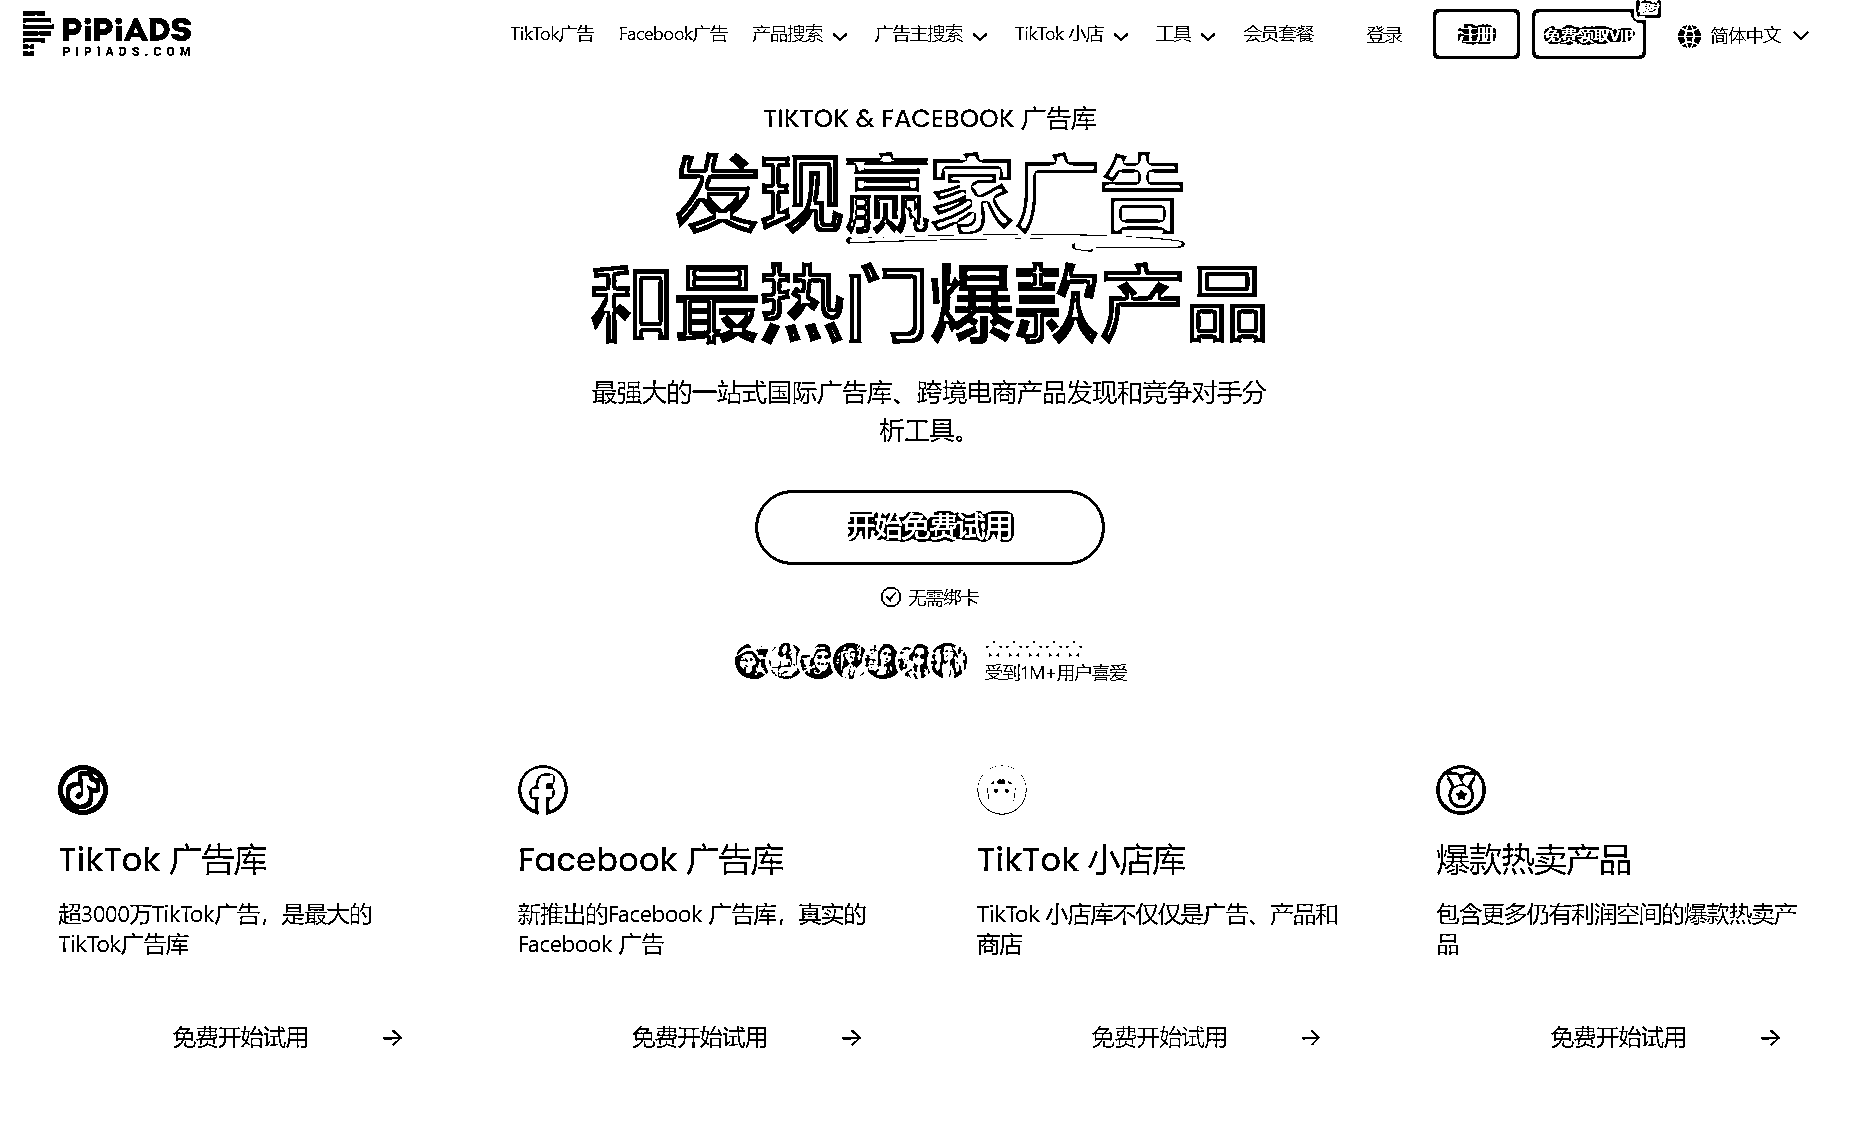 PiPiADS
PIPIADS.COM
TikTok广告 Facebook广告 产品搜索 广告主搜索 TikTok 小店 工具 会员套餐 登录 注册 免费领取VIP 简体中文
TIKTOK & FACEBOOK 广告库
发现赢家广告
和最热门爆款产品
最强大的一站式国际广告库、跨境电商产品发现和竞争对手分
析工具。
开始免费试用
无需绑卡
受到1M+用户喜爱
TikTok 广告库
超3000万TikTok广告，是最大的
TikTok广告库
免费开始试用
Facebook 广告库
新推出的Facebook 广告库，真实的
Facebook 广告
免费开始试用
TikTok 小店库
TikTok 小店库不仅仅是广告、产品和
商店
免费开始试用
爆款热卖产品
包含更多仍有利润空间的爆款热卖产
品
免费开始试用